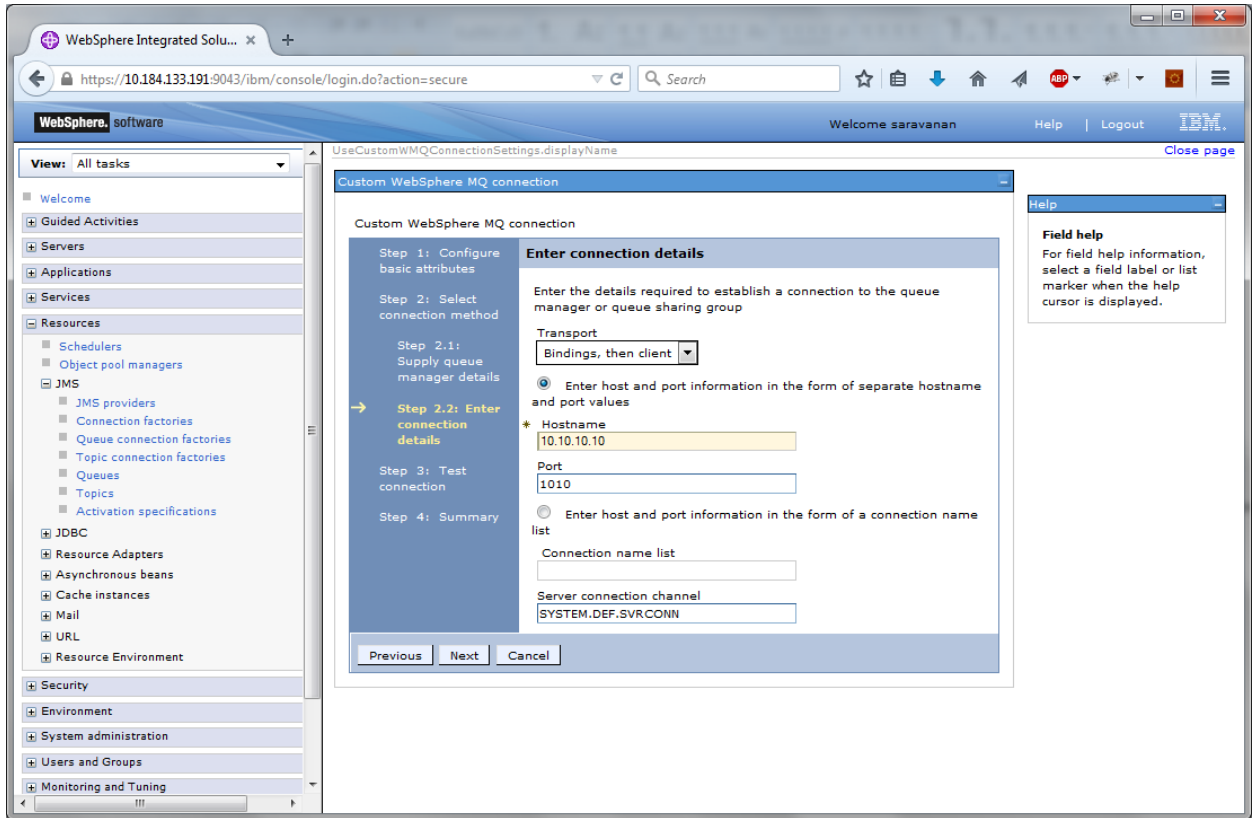 WebSphere Integrated Solu... × +
https://10.184.133.191:9043/ibm/console/login.do?action=secure
Search
ABP
WebSphere. software
Welcome saravanan
Help | Logout
IBM.
View: All tasks
Welcome
Guided Activities
Servers
Applications
Services
Resources
Schedulers
Object pool managers
JMS
JMS providers
Connection factories
Queue connection factories
Topic connection factories
Queues
Topics
Activation specifications
JDBC
Resource Adapters
Asynchronous beans
Cache instances
Mail
URL
Resource Environment
Security
Environment
System administration
Users and Groups
Monitoring and Tuning
UseCustomWMQConnectionSettings.displayName
Close page
Custom WebSphere MQ connection
Custom WebSphere MQ connection
Step 1: Configure
basic attributes
Step 2: Select
connection method
Step 2.1:
Supply queue
manager details
Step 2.2: Enter
connection
details
Step 3: Test
connection
Step 4: Summary
Enter connection details
Enter the details required to establish a connection to the queue
manager or queue sharing group
Transport
Bindings, then client
Enter host and port information in the form of separate hostname
and port values
* Hostname
10.10.10.10
Port
1010
Enter host and port information in the form of a connection name
list
Connection name list
Server connection channel
SYSTEM.DEF.SVRCONN
Previous Next Cancel
Help
Field help
For field help information,
select a field label or list
marker when the help
cursor is displayed.